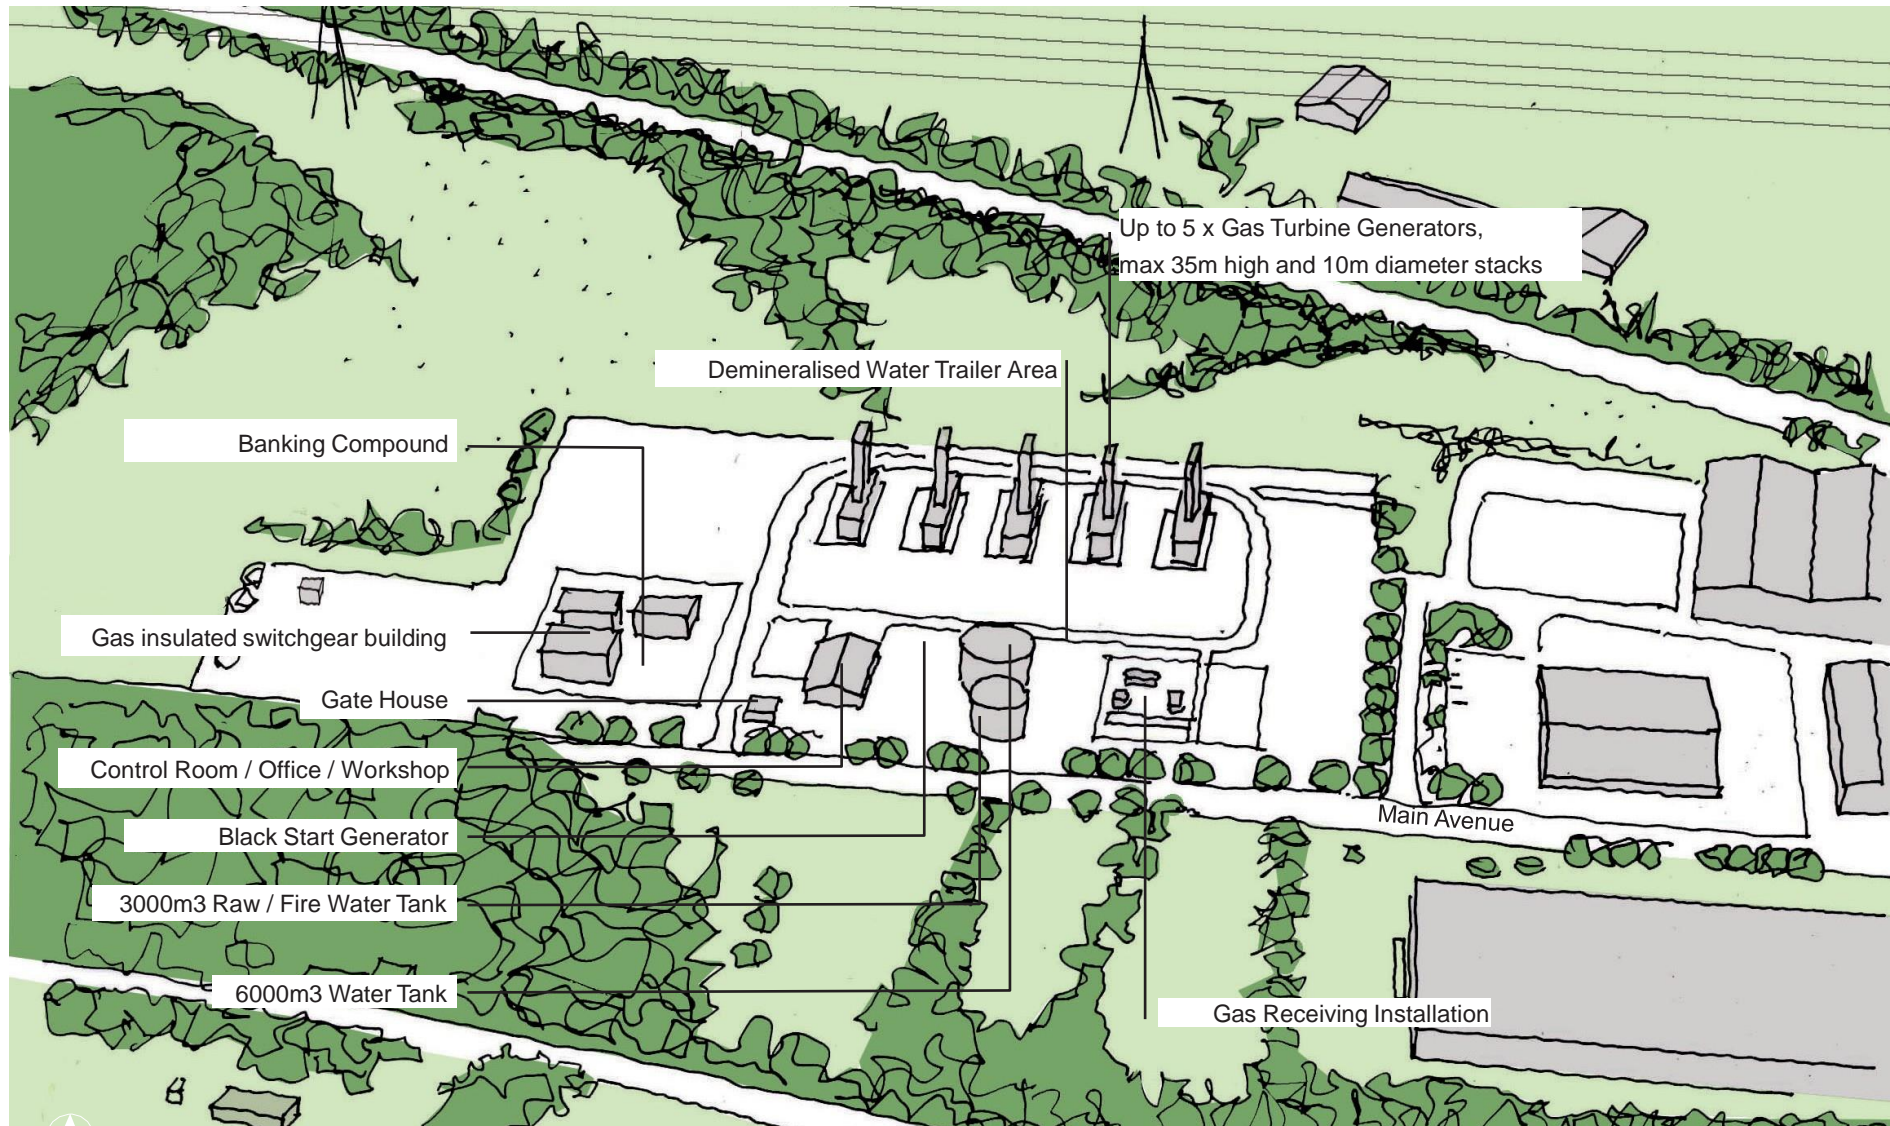 Up to 5 x Gas Turbine Generators,
max 35m high and 10m diameter stacks
Demineralised Water Trailer Area
Banking Compound
Gas insulated switchgear building
Gate House
Control Room / Office / Workshop
Black Start Generator
3000m3 Raw / Fire Water Tank
6000m3 Water Tank
Main Avenue
Gas Receiving Installation